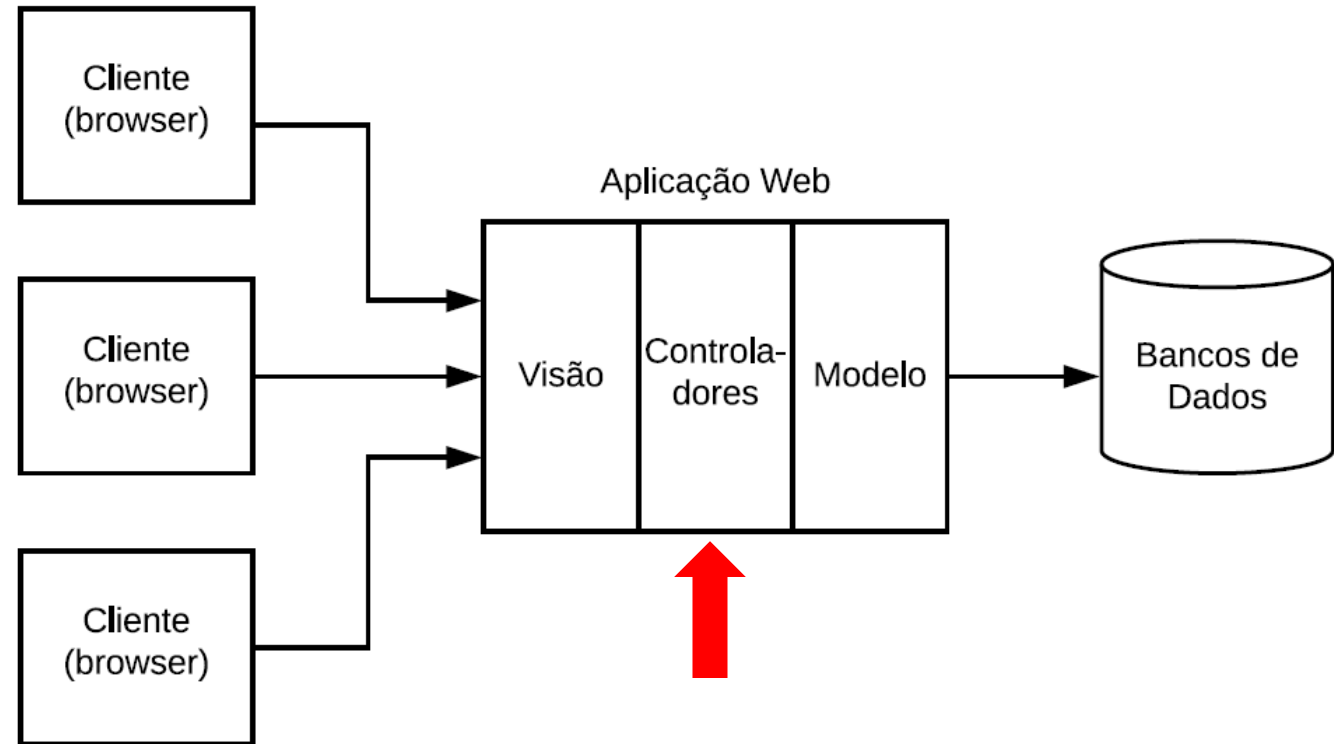 Cliente
(browser)
Aplicação Web
Cliente
(browser)
Visão
Controla-
dores
Modelo
Bancos de
Dados
Cliente
(browser)